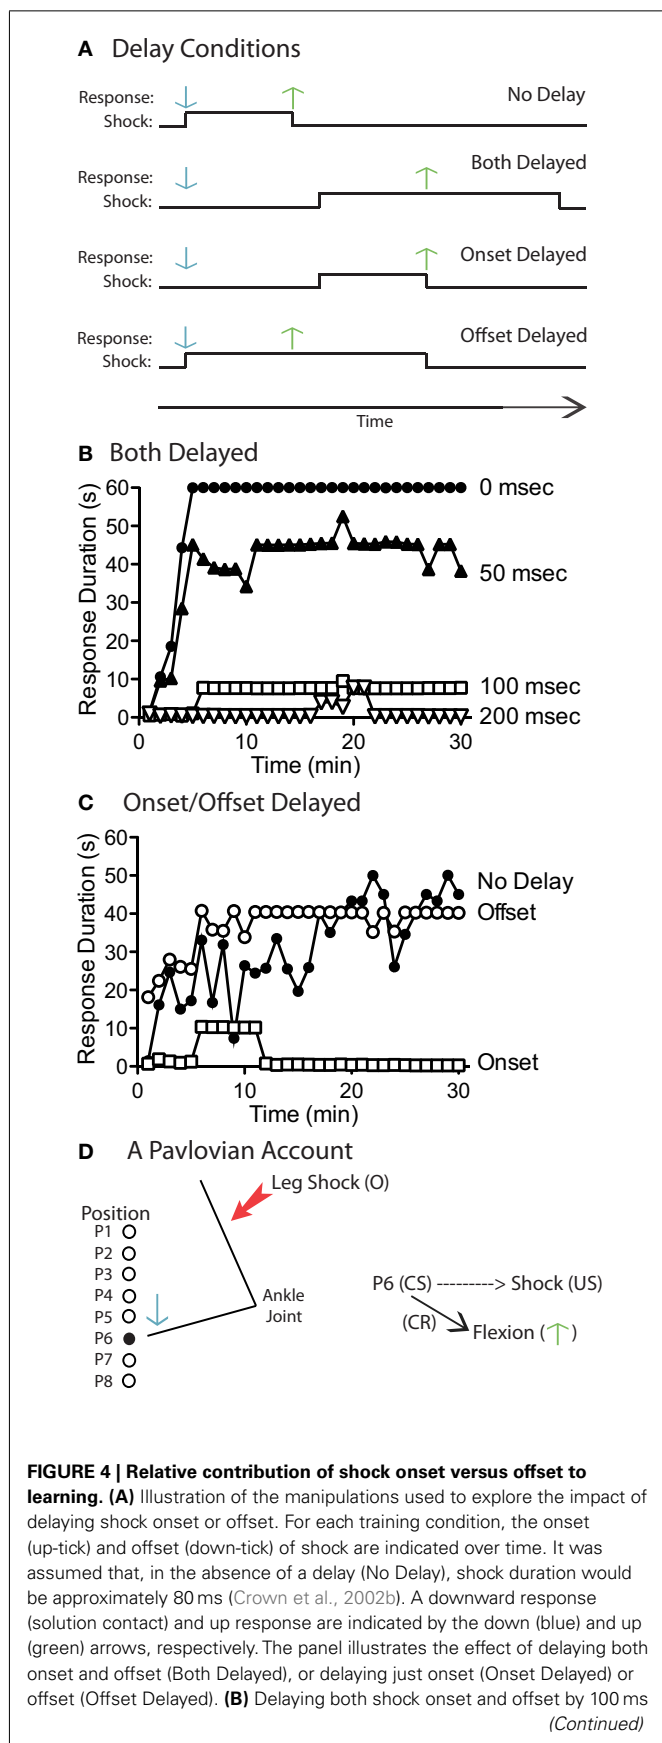 A Delay Conditions
Response:
Shock:
No Delay
Response:
Shock:
Both Delayed
Response:
Shock:
Onset Delayed
Response:
Shock:
Offset Delayed
Time
B Both Delayed
Response Duration (s)
60
50
40
30
20
10
0
0 10 20 30
Time (min)
0 msec
50 msec
100 msec
200 msec
C Onset/Offset Delayed
Response Duration (s)
60
50
40
30
20
10
0
0 10 20 30
Time (min)
No Delay
Offset
Onset
D A Pavlovian Account
Leg Shock (O)
Position
P1
P2
P3
P4
P5
P6
P7
P8
Ankle
Joint
P6 (CS) ---------> Shock (US)
(CR)
Flexion (↑)
FIGURE 4 | Relative contribution of shock onset versus offset to
learning. (A) Illustration of the manipulations used to explore the impact of
delaying shock onset or offset. For each training condition, the onset
(up-tick) and offset (down-tick) of shock are indicated over time. It was
assumed that, in the absence of a delay (No Delay), shock duration would
be approximately 80 ms (Crown et al., 2002b). A downward response
(solution contact) and up response are indicated by the down (blue) and up
(green) arrows, respectively. The panel illustrates the effect of delaying both
onset and offset (Both Delayed), or delaying just onset (Onset Delayed) or
offset (Offset Delayed). (B) Delaying both shock onset and offset by 100 ms
(Continued)